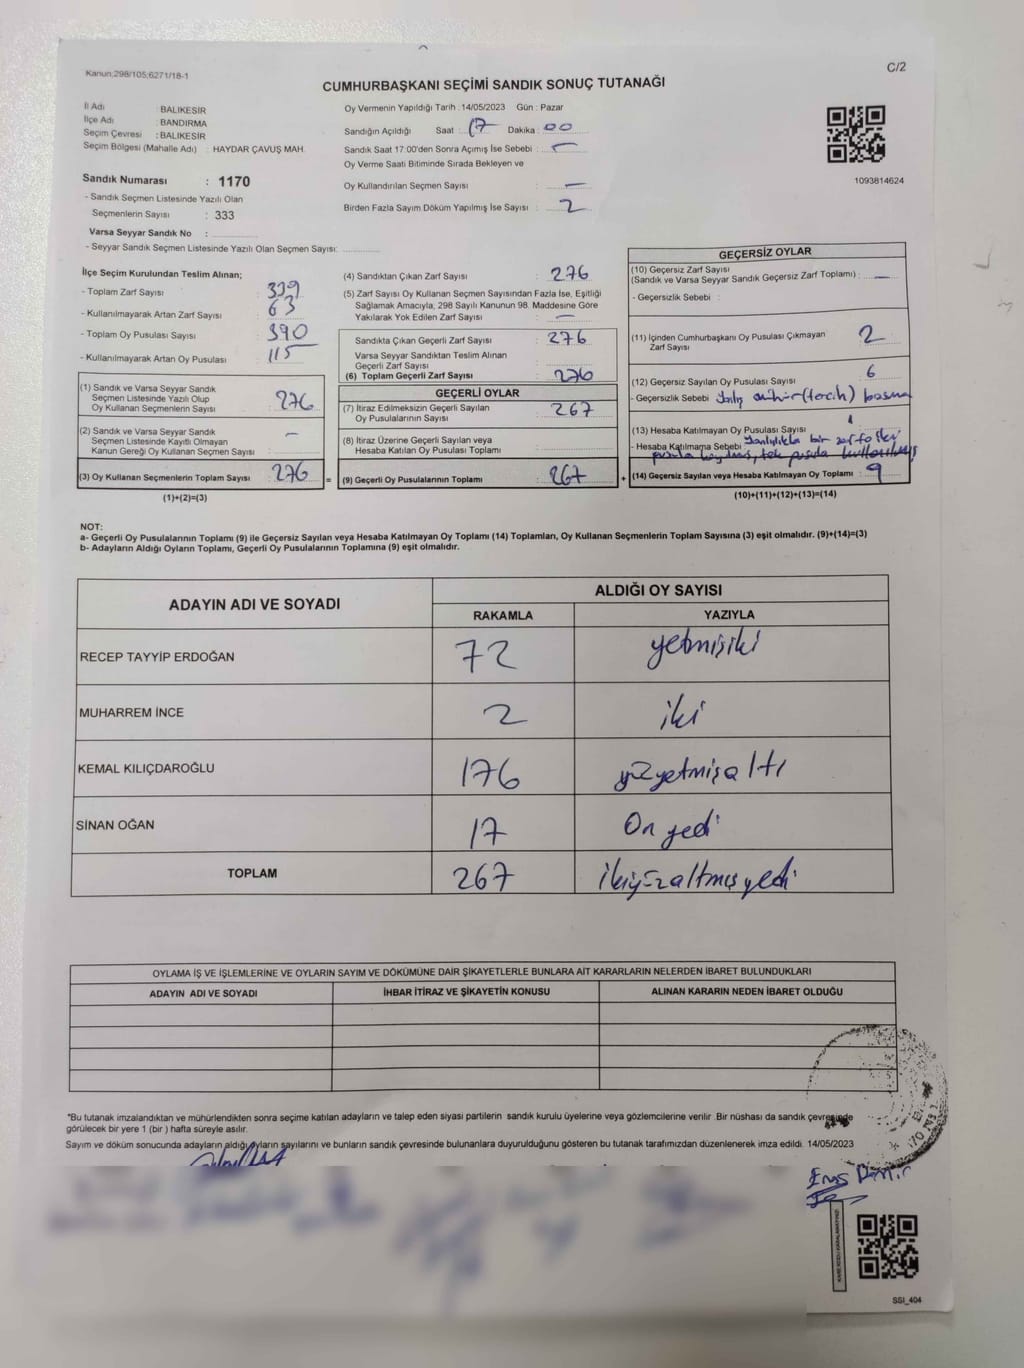 Kanun;298/105;6271/18-1
C/2
CUMHURBAŞKANI SEÇİMİ SANDIK SONUÇ TUTANAĞI
İl Adı : BALIKESİR
İlçe Adı : BANDIRMA
Seçim Çevresi : BALIKESİR
Seçim Bölgesi (Mahalle Adı) : HAYDAR ÇAVUŞ MAH.
Sandık Numarası : 1170
- Sandık Seçmen Listesinde Yazılı Olan
Seçmenlerin Sayısı : 333
Varsa Seyyar Sandık No :
- Seyyar Sandık Seçmen Listesinde Yazılı Olan Seçmen Sayısı:
Oy Vermenin Yapıldığı Tarih : 14/05/2023 Gün : Pazar
Sandığın Açıldığı Saat : 17 Dakika : 00
Sandık Saat 17:00'den Sonra Açımış İse Sebebi : —
Oy Verme Saati Bitiminde Sırada Bekleyen ve
Oy Kullandırılan Seçmen Sayısı : —
Birden Fazla Sayım Döküm Yapılmış İse Sayısı : 2
1093814624
İlçe Seçim Kurulundan Teslim Alınan;
- Toplam Zarf Sayısı : 339
- Kullanılmayarak Artan Zarf Sayısı : 63
- Toplam Oy Pusulası Sayısı : 390
- Kullanılmayarak Artan Oy Pusulası : 115
(1) Sandık ve Varsa Seyyar Sandık
Seçmen Listesinde Yazılı Olup
Oy Kullanan Seçmenlerin Sayısı : 276
(2) Sandık ve Varsa Seyyar Sandık
Seçmen Listesinde Kayıtlı Olmayan
Kanun Gereği Oy Kullanan Seçmen Sayısı : —
(3) Oy Kullanan Seçmenlerin Toplam Sayısı : 276
(1)+(2)=(3)
(4) Sandıktan Çıkan Zarf Sayısı : 276
(5) Zarf Sayısı Oy Kullanan Seçmen Sayısından Fazla İse, Eşitliği
Sağlamak Amacıyla, 298 Sayılı Kanunun 98. Maddesine Göre
Yakılarak Yok Edilen Zarf Sayısı : —
Sandıkta Çıkan Geçerli Zarf Sayısı : 276
Varsa Seyyar Sandıktan Teslim Alınan
Geçerli Zarf Sayısı :
(6) Toplam Geçerli Zarf Sayısı : 276
GEÇERLİ OYLAR
(7) İtiraz Edilmeksizin Geçerli Sayılan
Oy Pusulalarının Sayısı : 267
(8) İtiraz Üzerine Geçerli Sayılan veya
Hesaba Katılan Oy Pusulası Toplamı :
= (9) Geçerli Oy Pusulalarının Toplamı : 267 +
GEÇERSİZ OYLAR
(10) Geçersiz Zarf Sayısı
(Sandık ve Varsa Seyyar Sandık Geçersiz Zarf Toplamı) : —
- Geçersizlik Sebebi :
(11) İçinden Cumhurbaşkanı Oy Pusulası Çıkmayan
Zarf Sayısı : 2
(12) Geçersiz Sayılan Oy Pusulası Sayısı : 6
- Geçersizlik Sebebi : Yanlış mühür (tercih) basma
(13) Hesaba Katılmayan Oy Pusulası Sayısı : 1
- Hesaba Katılmama Sebebi : Yanlışlıkla bir zarfa iki
pusula koyulmuş, tek pusula kullanılmış
(14) Geçersiz Sayılan veya Hesaba Katılmayan Oy Toplamı : 9
(10)+(11)+(12)+(13)=(14)
NOT:
a- Geçerli Oy Pusulalarının Toplamı (9) ile Geçersiz Sayılan veya Hesaba Katılmayan Oy Toplamı (14) Toplamları, Oy Kullanan Seçmenlerin Toplam Sayısına (3) eşit olmalıdır. (9)+(14)=(3)
b- Adayların Aldığı Oyların Toplamı, Geçerli Oy Pusulalarının Toplamına (9) eşit olmalıdır.
ADAYIN ADI VE SOYADI
ALDIĞI OY SAYISI
RAKAMLA YAZIYLA
RECEP TAYYİP ERDOĞAN 72 yetmişiki
MUHARREM İNCE 2 iki
KEMAL KILIÇDAROĞLU 176 yüzyetmişaltı
SİNAN OĞAN 17 On yedi
TOPLAM 267 ikiyüzaltmışyedi
OYLAMA İŞ VE İŞLEMLERİNE VE OYLARIN SAYIM VE DÖKÜMÜNE DAİR ŞİKAYETLERLE BUNLARA AİT KARARLARIN NELERDEN İBARET BULUNDUKLARI
ADAYIN ADI VE SOYADI İHBAR İTİRAZ VE ŞİKAYETİN KONUSU ALINAN KARARIN NEDEN İBARET OLDUĞU
*Bu tutanak imzalandıktan ve mühürlendikten sonra seçime katılan adayların ve talep eden siyasi partilerin sandık kurulu üyelerine veya gözlemcilerine verilir. Bir nüshası da sandık çevresinde
görülecek bir yere 1 (bir ) hafta süreyle asılır.
Sayım ve döküm sonucunda adayların aldığı oyların sayılarını ve bunların sandık çevresinde bulunanlara duyurulduğunu gösteren bu tutanak tarafımızdan düzenlenerek imza edildi. 14/05/2023
Enes Demir
KARE KODU KARALAMAYINIZ!
SSI_404